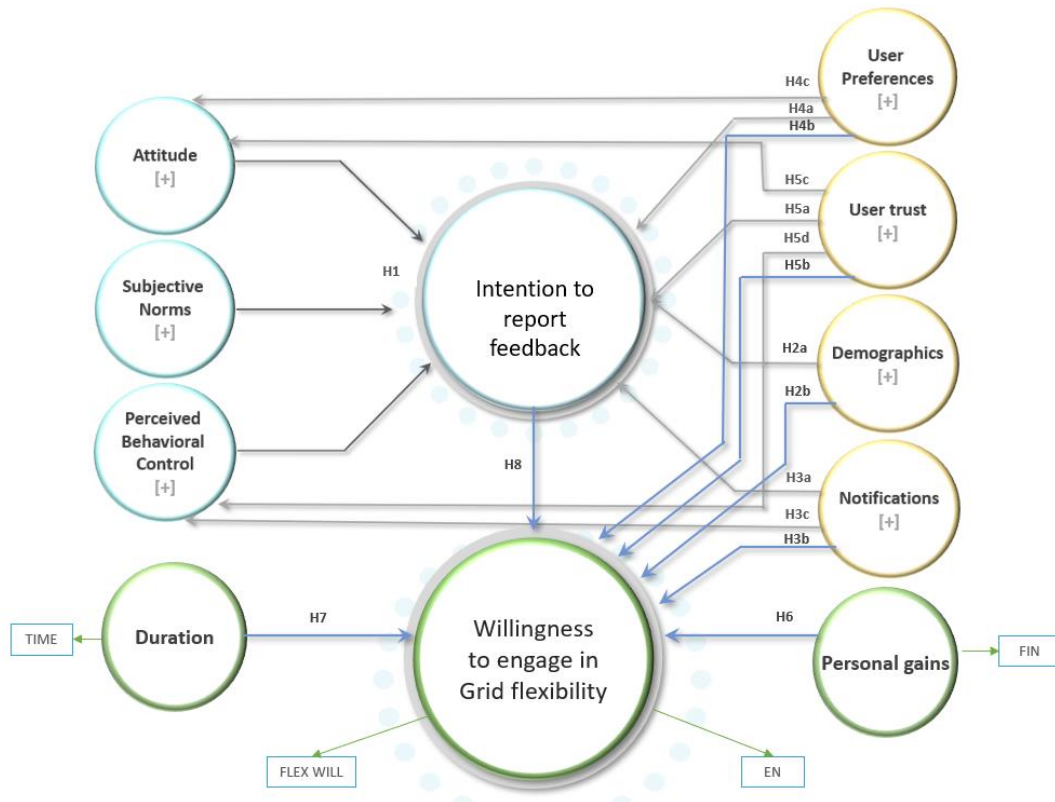 User
Preferences
[+]
H4c
H4a
H4b
Attitude
[+]
H5c
H5a
H5d
H5b
User trust
[+]
H1
Subjective
Norms
[+]
Intention to
report
feedback
H2a
H2b
Demographics
[+]
Perceived
Behavioral
Control
[+]
H8
H3a
H3c
H3b
Notifications
[+]
TIME
Duration
H7
Willingness
to engage in
Grid flexibility
H6
Personal gains
FIN
FLEX WILL
EN